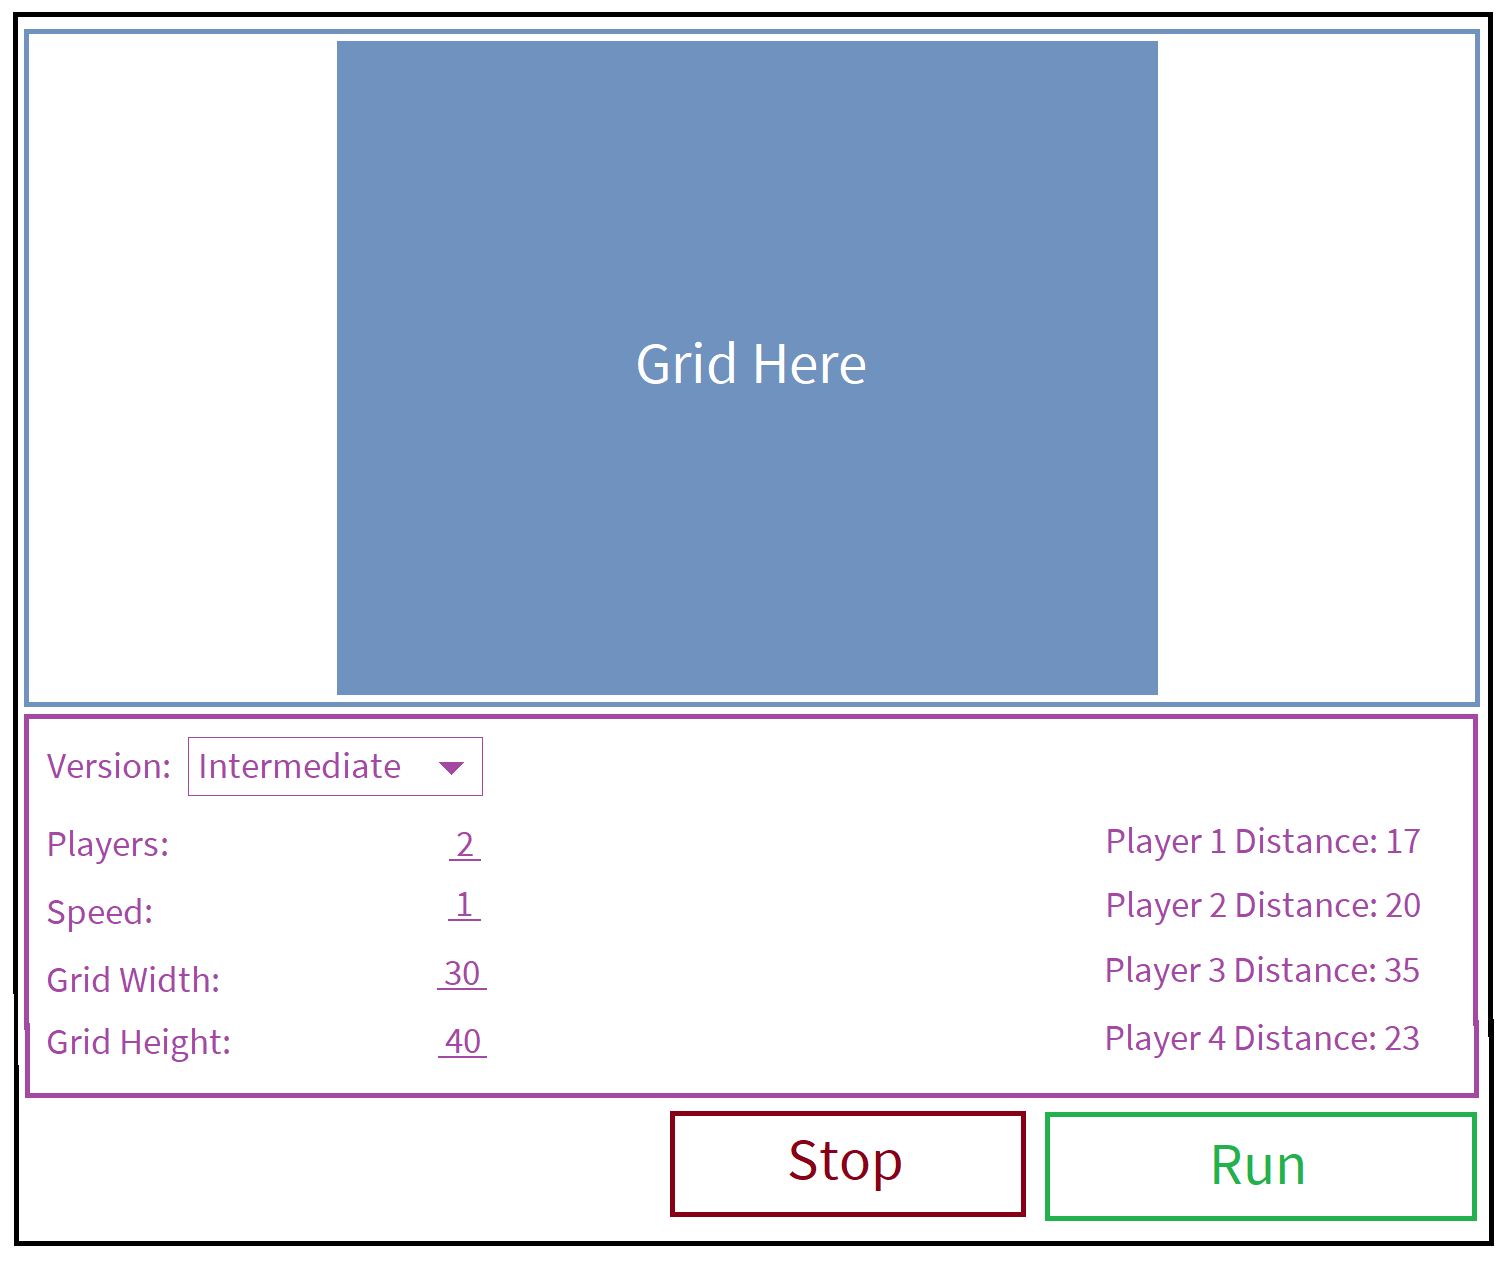 Grid Here
Version: Intermediate
Players: 2
Speed: 1
Grid Width: 30
Grid Height: 40
Player 1 Distance: 17
Player 2 Distance: 20
Player 3 Distance: 35
Player 4 Distance: 23
Stop
Run